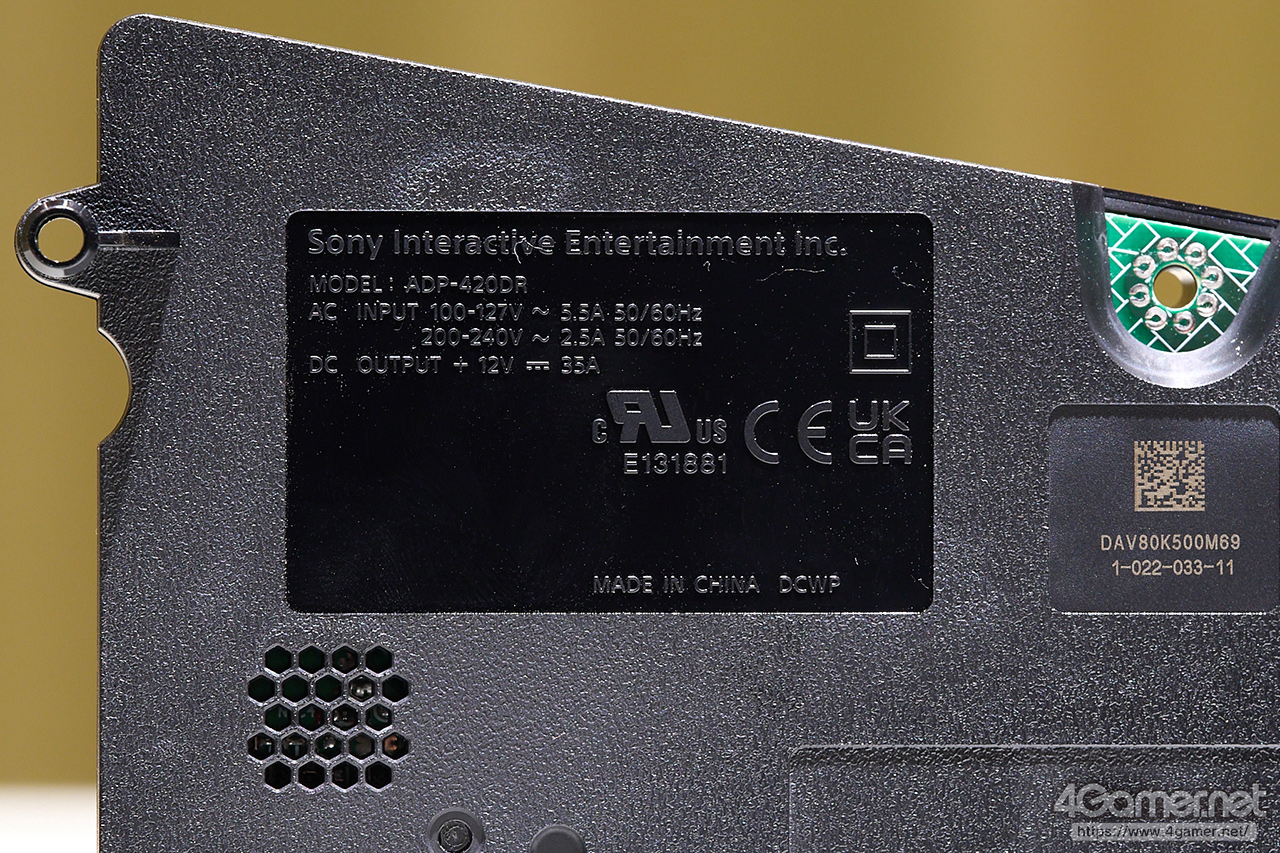 Sony Interactive Entertainment Inc.
MODEL: ADP-420DR
AC INPUT 100-127V ~ 5.5A 50/60Hz
200-240V ~ 2.5A 50/60Hz
DC OUTPUT + 12V ⎓ 35A
c RU US
E131881
CE
UK
CA
DAV80K500M69
1-022-033-11
MADE IN CHINA DCWP
4Gamer.net
https://www.4gamer.net/